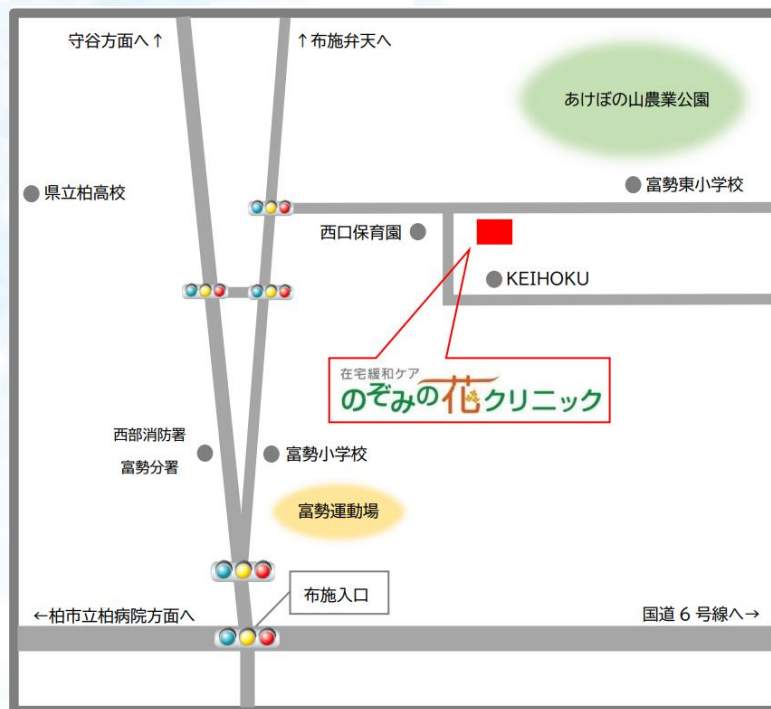 守谷方面へ↑
↑布施弁天へ
あけぼの山農業公園
県立柏高校
富勢東小学校
西口保育園
KEIHOKU
在宅緩和ケア
のぞみの花クリニック
西部消防署
富勢分署
富勢小学校
富勢運動場
布施入口
←柏市立柏病院方面へ
国道6号線へ→